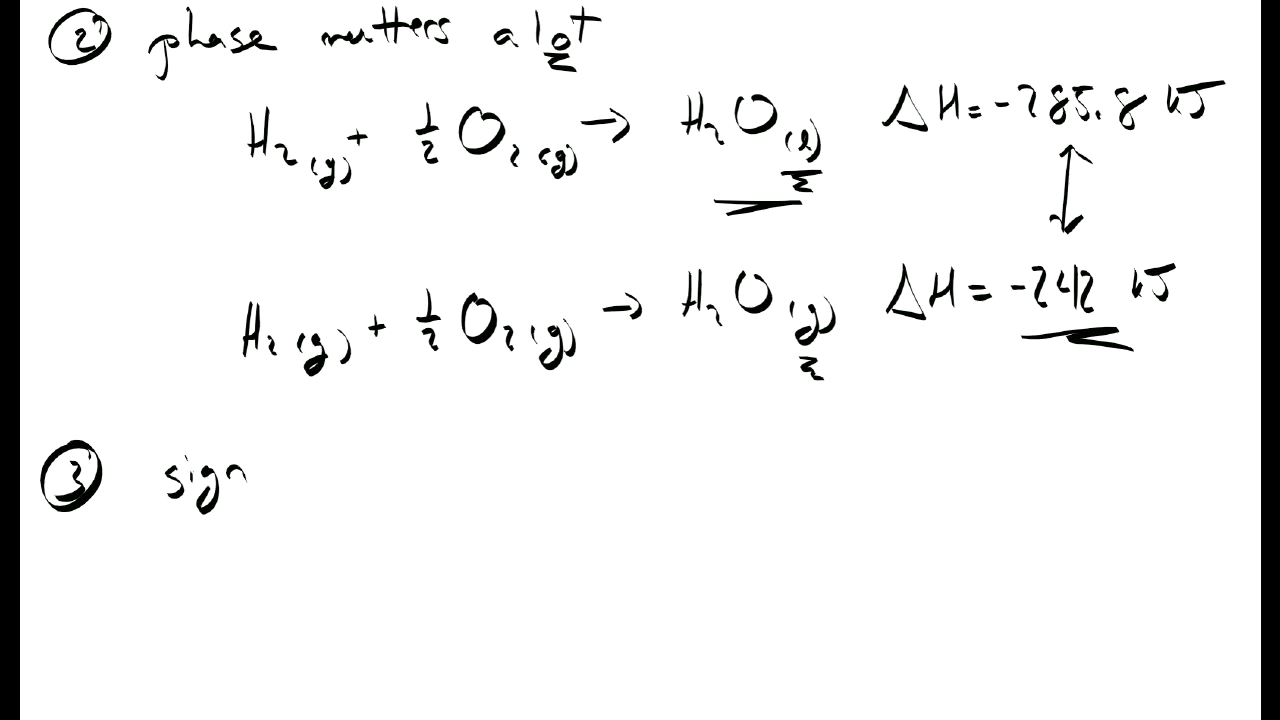 ② phase matters a lot
H₂(g) + ½ O₂(g) → H₂O(l) ΔH = -285.8 kJ
H₂(g) + ½ O₂(g) → H₂O(g) ΔH = -242 kJ
③ sign